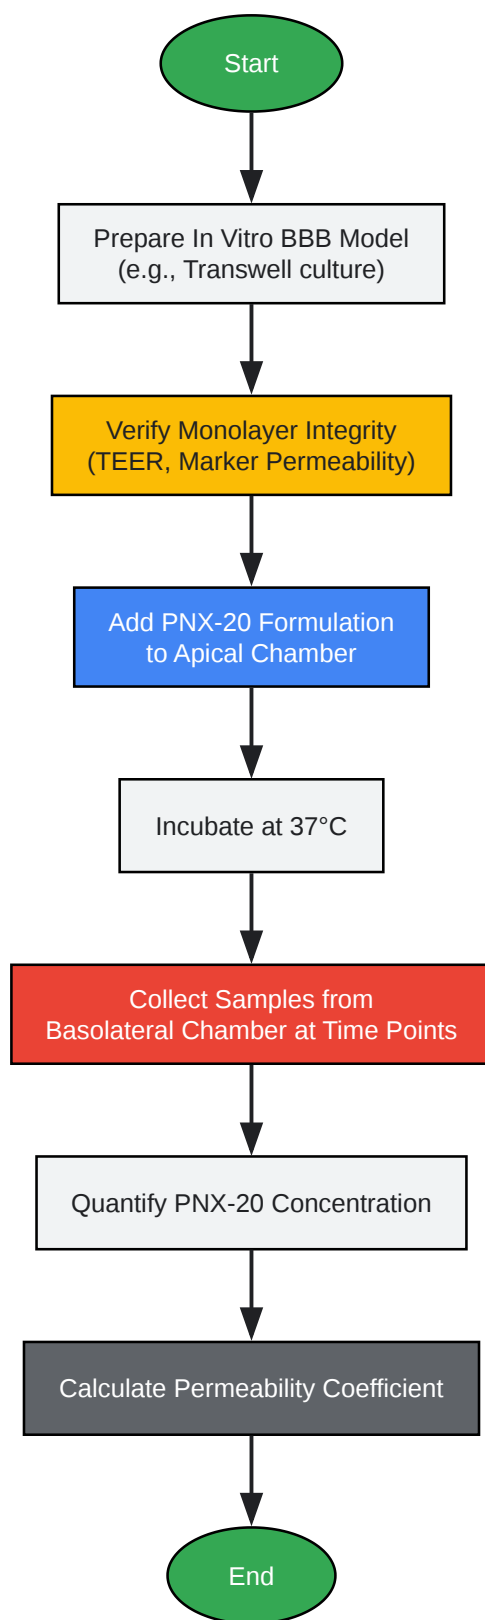 Start
Prepare In Vitro BBB Model
(e.g., Transwell culture)
Verify Monolayer Integrity
(TEER, Marker Permeability)
Add PNX-20 Formulation
to Apical Chamber
Incubate at 37°C
Collect Samples from
Basolateral Chamber at Time Points
Quantify PNX-20 Concentration
Calculate Permeability Coefficient
End